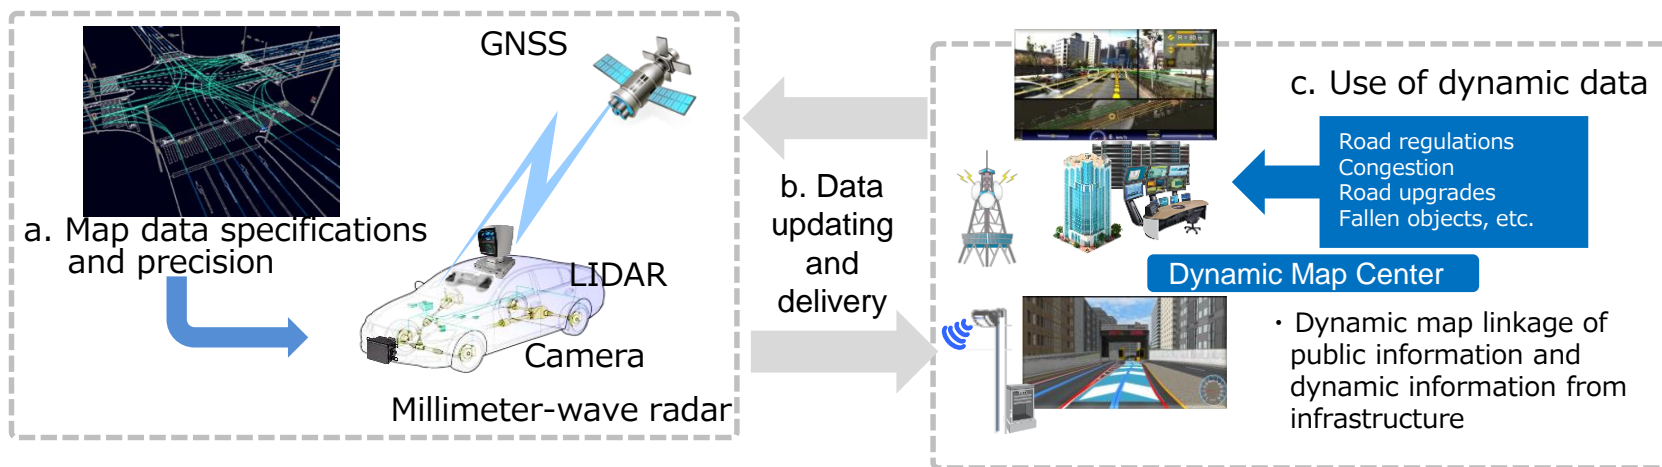 GNSS
a. Map data specifications
and precision
LIDAR
Camera
Millimeter-wave radar
b. Data
updating
and
delivery
c. Use of dynamic data
Road regulations
Congestion
Road upgrades
Fallen objects, etc.
Dynamic Map Center
・Dynamic map linkage of
public information and
dynamic information from
infrastructure